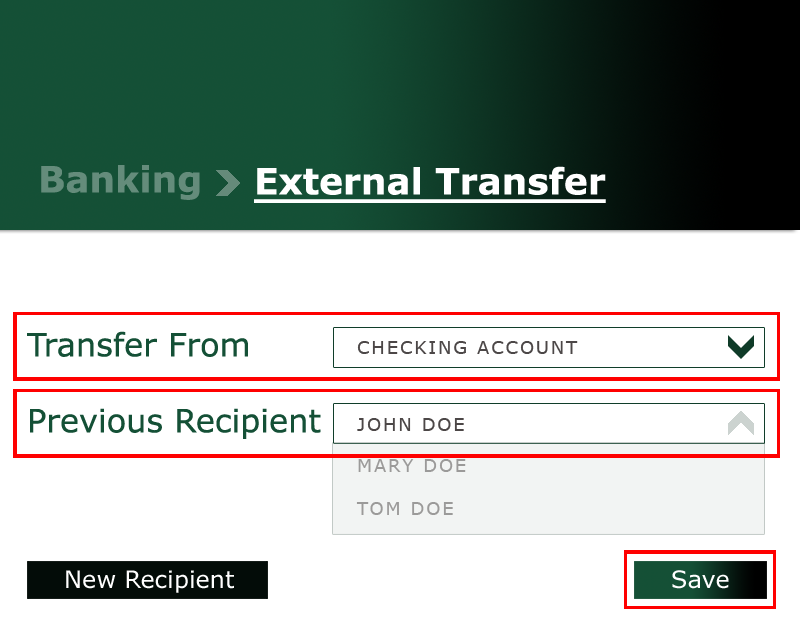 Banking External Transfer
Transfer From CHECKING ACCOUNT
Previous Recipient JOHN DOE
MARY DOE
TOM DOE
New Recipient Save